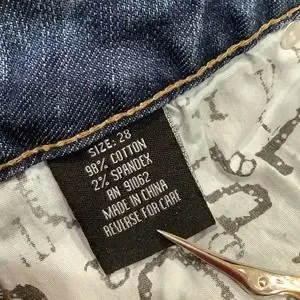 SIZE: 28
98% COTTON
2% SPANDEX
RN 91062
MADE IN CHINA
REVERSE FOR CARE